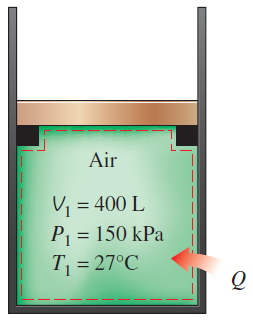 Air
V₁ = 400 L
P₁ = 150 kPa
T₁ = 27°C
Q